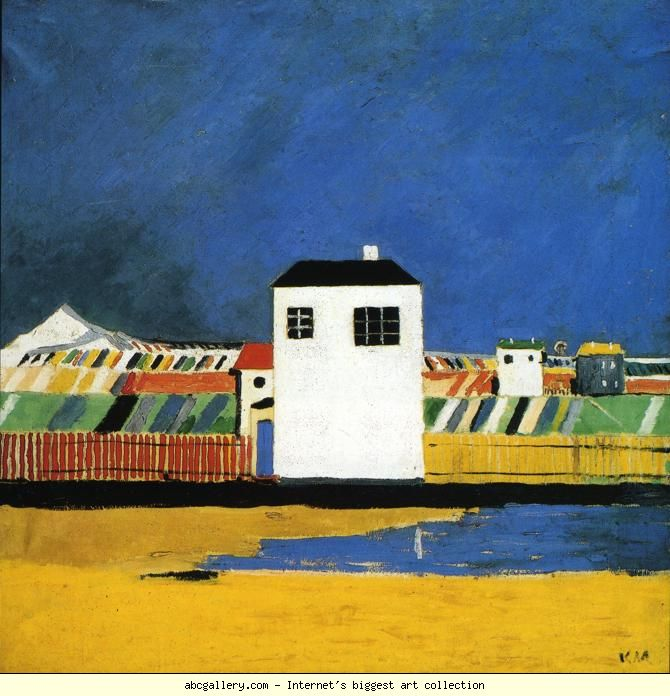 КМ
abcgallery.com - Internet's biggest art collection